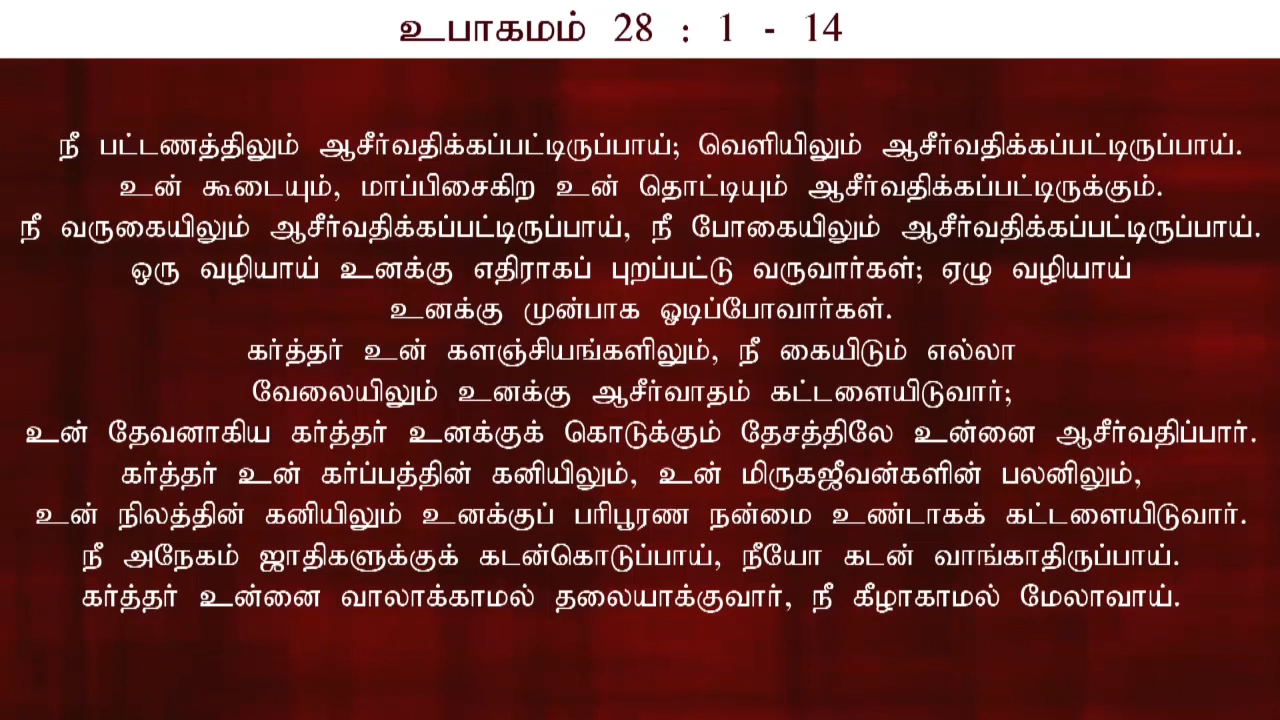 உபாகமம் 28 : 1 - 14
நீ பட்டணத்திலும் ஆசீர்வதிக்கப்பட்டிருப்பாய்; வெளியிலும் ஆசீர்வதிக்கப்பட்டிருப்பாய்.
உன் கூடையும், மாப்பிசைகிற உன் தொட்டியும் ஆசீர்வதிக்கப்பட்டிருக்கும்.
நீ வருகையிலும் ஆசீர்வதிக்கப்பட்டிருப்பாய், நீ போகையிலும் ஆசீர்வதிக்கப்பட்டிருப்பாய்.
ஒரு வழியாய் உனக்கு எதிராகப் புறப்பட்டு வருவார்கள்; ஏழு வழியாய்
உனக்கு முன்பாக ஓடிப்போவார்கள்.
கர்த்தர் உன் களஞ்சியங்களிலும், நீ கையிடும் எல்லா
வேலையிலும் உனக்கு ஆசீர்வாதம் கட்டளையிடுவார்;
உன் தேவனாகிய கர்த்தர் உனக்குக் கொடுக்கும் தேசத்திலே உன்னை ஆசீர்வதிப்பார்.
கர்த்தர் உன் கர்ப்பத்தின் கனியிலும், உன் மிருகஜீவன்களின் பலனிலும்,
உன் நிலத்தின் கனியிலும் உனக்குப் பரிபூரண நன்மை உண்டாகக் கட்டளையிடுவார்.
நீ அநேகம் ஜாதிகளுக்குக் கடன்கொடுப்பாய், நீயோ கடன் வாங்காதிருப்பாய்.
கர்த்தர் உன்னை வாலாக்காமல் தலையாக்குவார், நீ கீழாகாமல் மேலாவாய்.